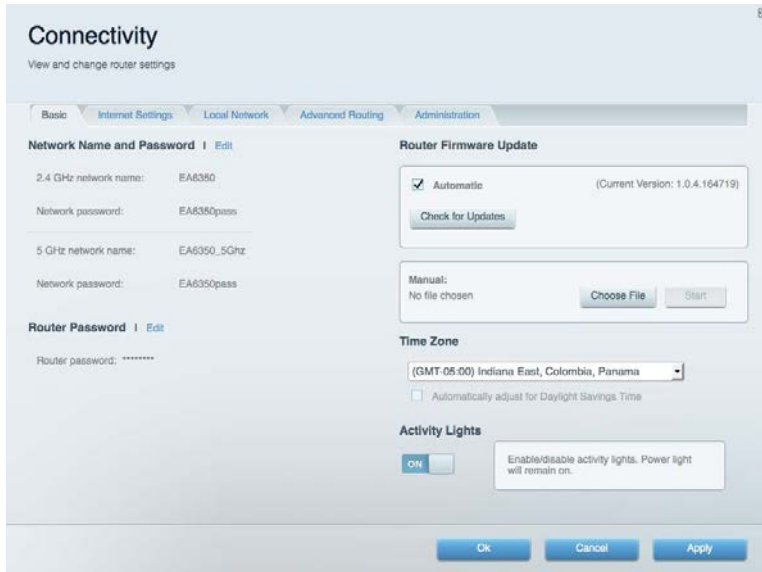 Connectivity
View and change router settings
Basic
Internet Settings
Local Network
Advanced Routing
Administration
Network Name and Password | Edit
2.4 GHz network name: EA6350
Network password: EA6350pass
5 GHz network name: EA6350_5Ghz
Network password: EA6350pass
Router Password | Edit
Router password: ********
Router Firmware Update
Automatic
(Current Version: 1.0.4.164719)
Check for Updates
Manual:
No file chosen
Choose File
Start
Time Zone
(GMT-05:00) Indiana East, Colombia, Panama
Automatically adjust for Daylight Savings Time
Activity Lights
ON
Enable/disable activity lights. Power light
will remain on.
Ok
Cancel
Apply